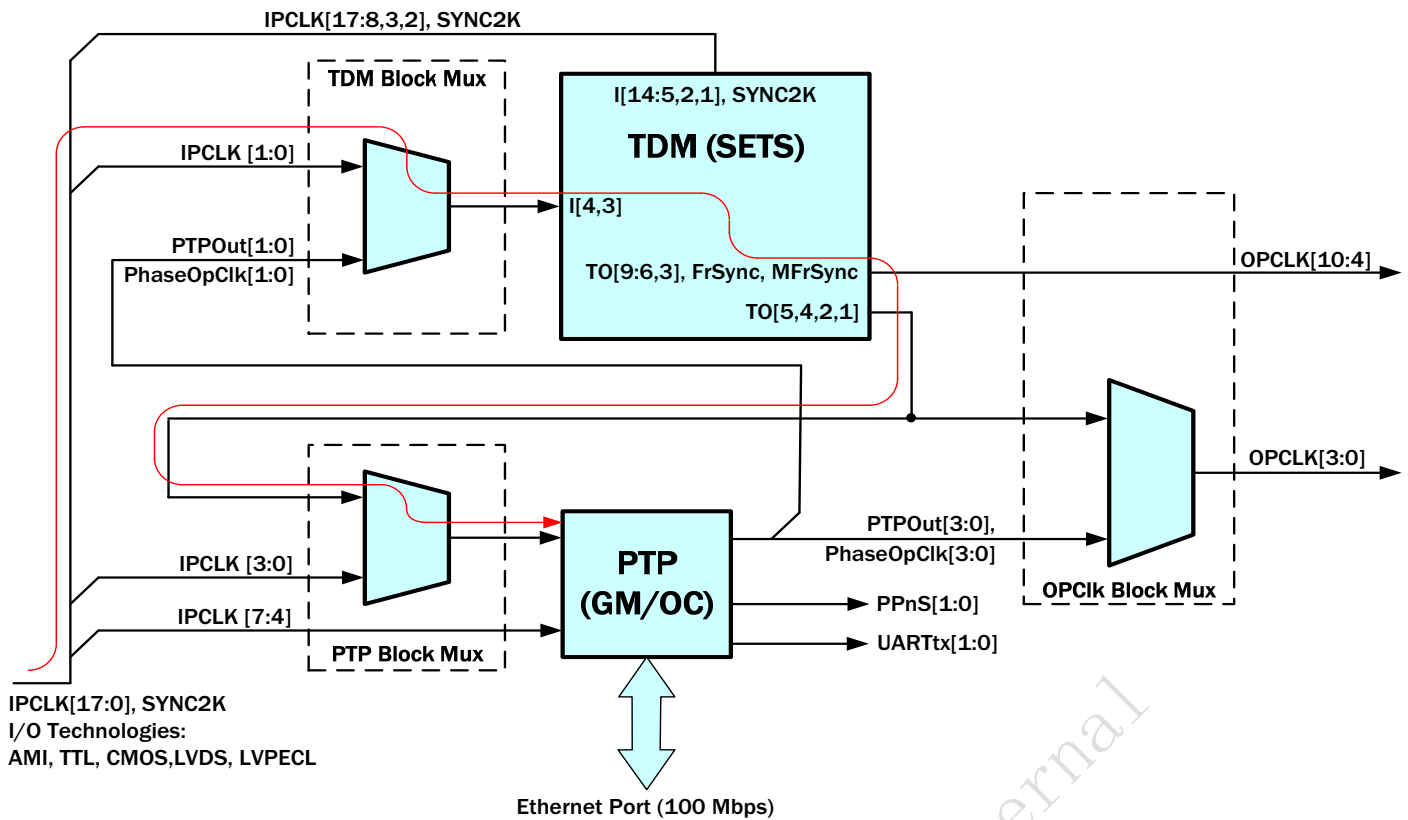 IPCLK[17:8,3,2], SYNC2K
TDM Block Mux
I[14:5,2,1], SYNC2K
TDM (SETS)
IPCLK [1:0]
I[4,3]
PTPOut[1:0]
PhaseOpClk[1:0]
TO[9:6,3], FrSync, MFrSync
OPCLK[10:4]
TO[5,4,2,1]
OPCLK[3:0]
PTPOut[3:0],
PhaseOpClk[3:0]
IPCLK [3:0]
PTP
(GM/OC)
OPClk Block Mux
PPnS[1:0]
IPCLK [7:4]
UARTtx[1:0]
PTP Block Mux
IPCLK[17:0], SYNC2K
I/O Technologies:
AMI, TTL, CMOS,LVDS, LVPECL
Ethernet Port (100 Mbps)
ernal